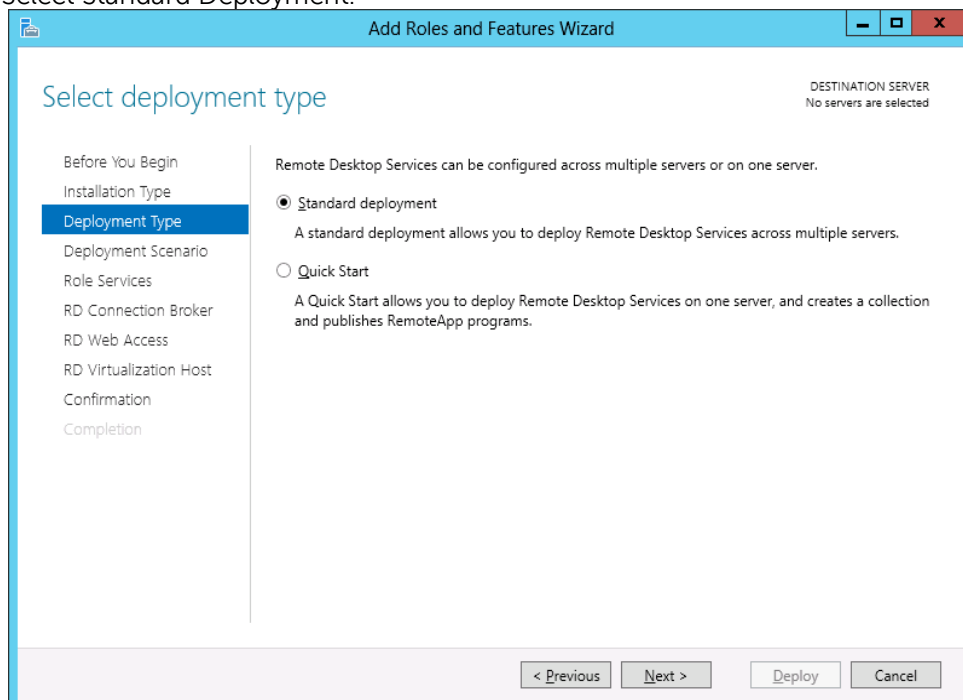 Select Standard Deployment.
Add Roles and Features Wizard
Select deployment type
DESTINATION SERVER
No servers are selected
Before You Begin
Installation Type
Deployment Type
Deployment Scenario
Role Services
RD Connection Broker
RD Web Access
RD Virtualization Host
Confirmation
Completion
Remote Desktop Services can be configured across multiple servers or on one server.
Standard deployment
A standard deployment allows you to deploy Remote Desktop Services across multiple servers.
Quick Start
A Quick Start allows you to deploy Remote Desktop Services on one server, and creates a collection
and publishes RemoteApp programs.
< Previous
Next >
Deploy
Cancel